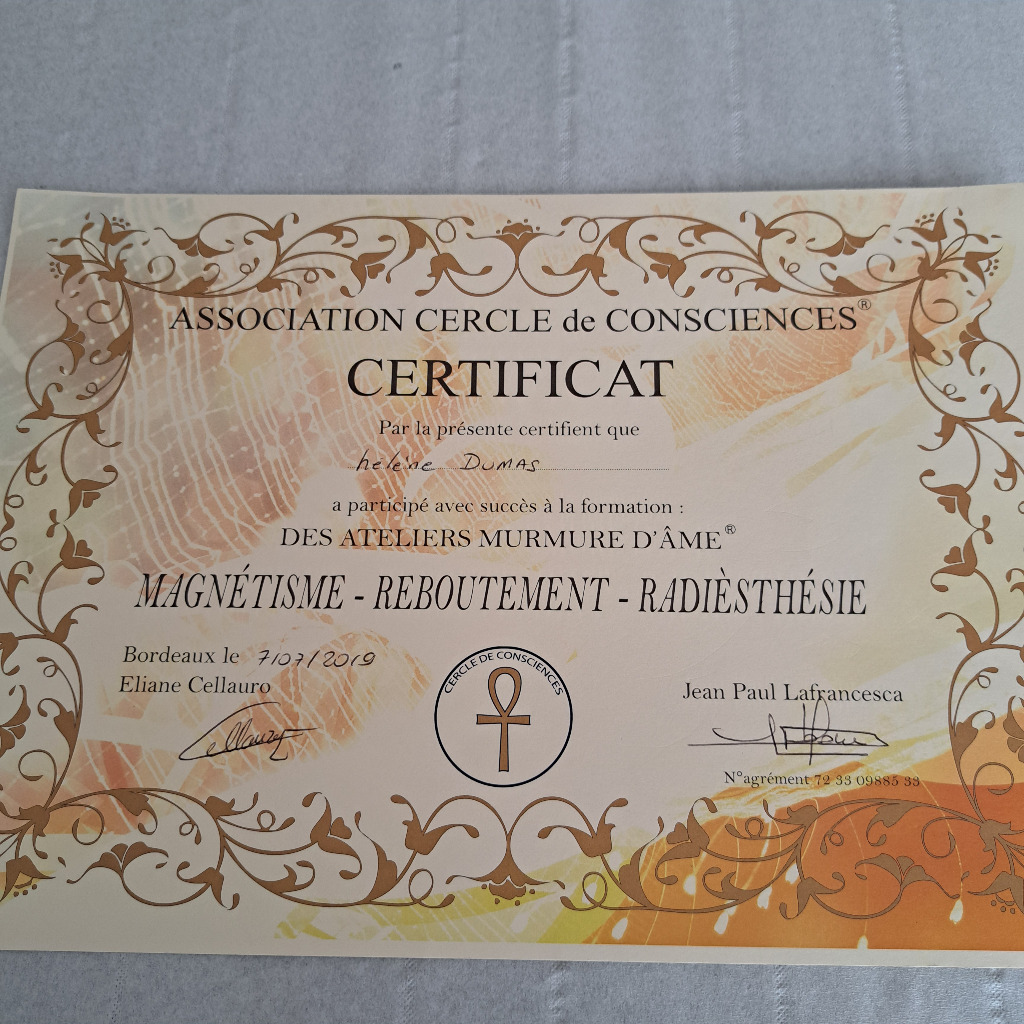 ASSOCIATION CERCLE de CONSCIENCES®
CERTIFICAT
Par la présente certifient que
hélène DUMAS
a participé avec succès à la formation :
DES ATELIERS MURMURE D'ÂME®
MAGNÉTISME - REBOUTEMENT - RADIÈSTHÉSIE
Bordeaux le 7/07/2019
Eliane Cellauro
CERCLE DE CONSCIENCES
Jean Paul Lafrancesca
N°agrément 72 33 09885 33